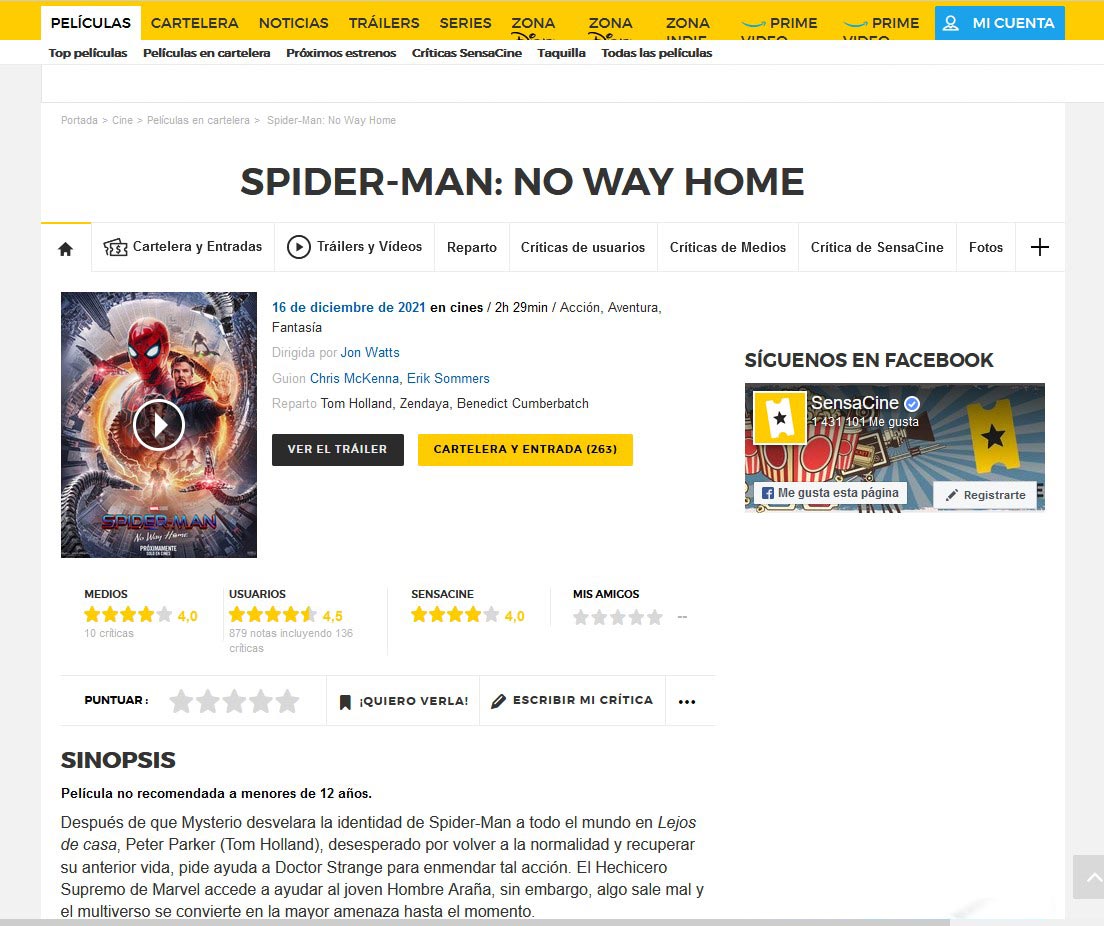 PELÍCULAS CARTELERA NOTICIAS TRÁILERS SERIES ZONA ZONA ZONA PRIME PRIME MI CUENTA
INDIE VIDEO VIDEO
Top películas Películas en cartelera Próximos estrenos Críticas SensaCine Taquilla Todas las películas
Portada > Cine > Películas en cartelera > Spider-Man: No Way Home
SPIDER-MAN: NO WAY HOME
Cartelera y Entradas Tráilers y Vídeos Reparto Críticas de usuarios Críticas de Medios Crítica de SensaCine Fotos
16 de diciembre de 2021 en cines / 2h 29min / Acción, Aventura,
Fantasía
Dirigida por Jon Watts
Guion Chris McKenna, Erik Sommers
Reparto Tom Holland, Zendaya, Benedict Cumberbatch
VER EL TRÁILER CARTELERA Y ENTRADA (263)
SPIDER-MAN
No Way Home
PRÓXIMAMENTE
SOLO EN CINES
SÍGUENOS EN FACEBOOK
SensaCine
1 431 101 Me gusta
Me gusta esta página Registrarte
MEDIOS USUARIOS SENSACINE MIS AMIGOS
4,0 4,5 4,0 --
10 críticas 879 notas incluyendo 136
críticas
PUNTUAR : ¡QUIERO VERLA! ESCRIBIR MI CRÍTICA ...
SINOPSIS
Película no recomendada a menores de 12 años.
Después de que Mysterio desvelara la identidad de Spider-Man a todo el mundo en Lejos
de casa, Peter Parker (Tom Holland), desesperado por volver a la normalidad y recuperar
su anterior vida, pide ayuda a Doctor Strange para enmendar tal acción. El Hechicero
Supremo de Marvel accede a ayudar al joven Hombre Araña, sin embargo, algo sale mal y
el multiverso se convierte en la mayor amenaza hasta el momento.